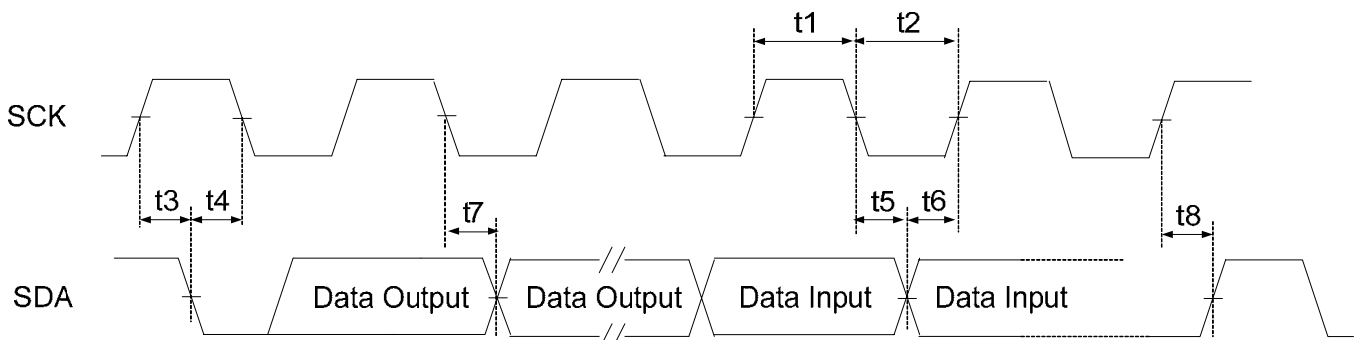 t1 t2
SCK
t3 t4 t7 t5 t6 t8
SDA Data Output Data Output Data Input Data Input